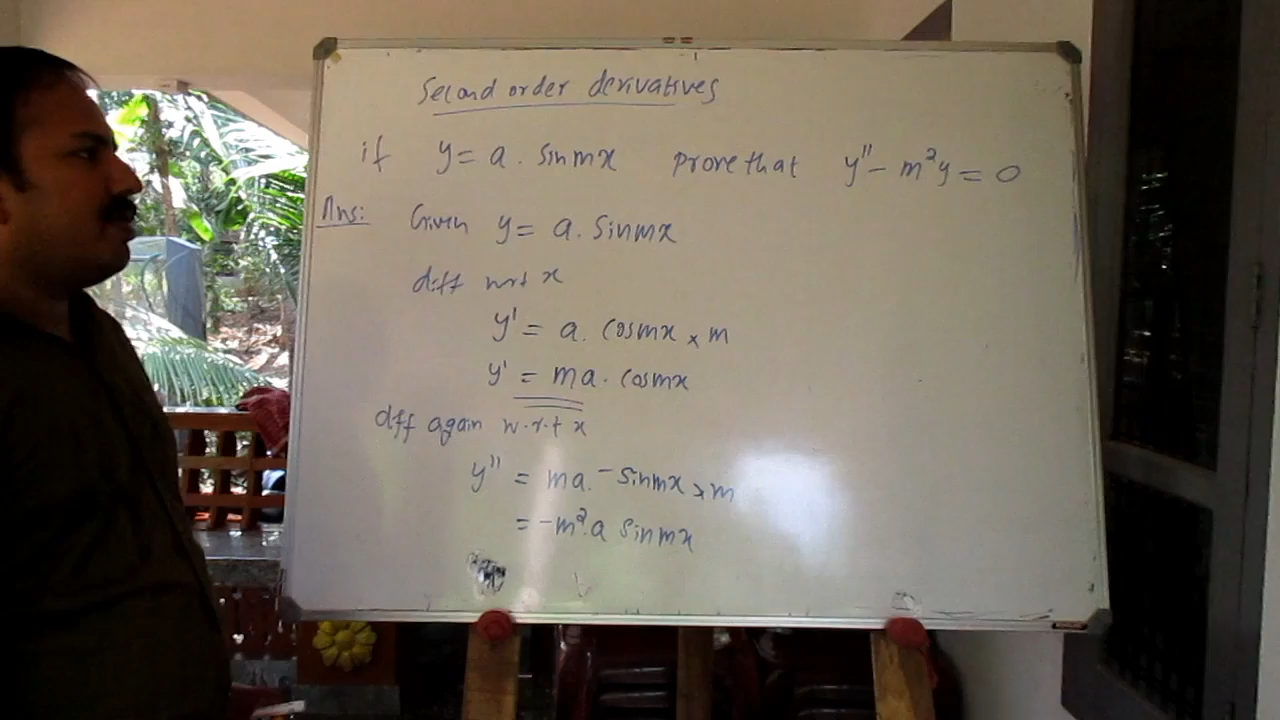 Second order derivatives
if y = a . sinmx prove that y'' - m²y = 0
Ans: Given y = a . sinmx
diff wrt x
y' = a . cosmx × m
y' = ma . cosmx
diff again w.r.t x
y'' = ma . - sinmx × m
= -m².a sinmx